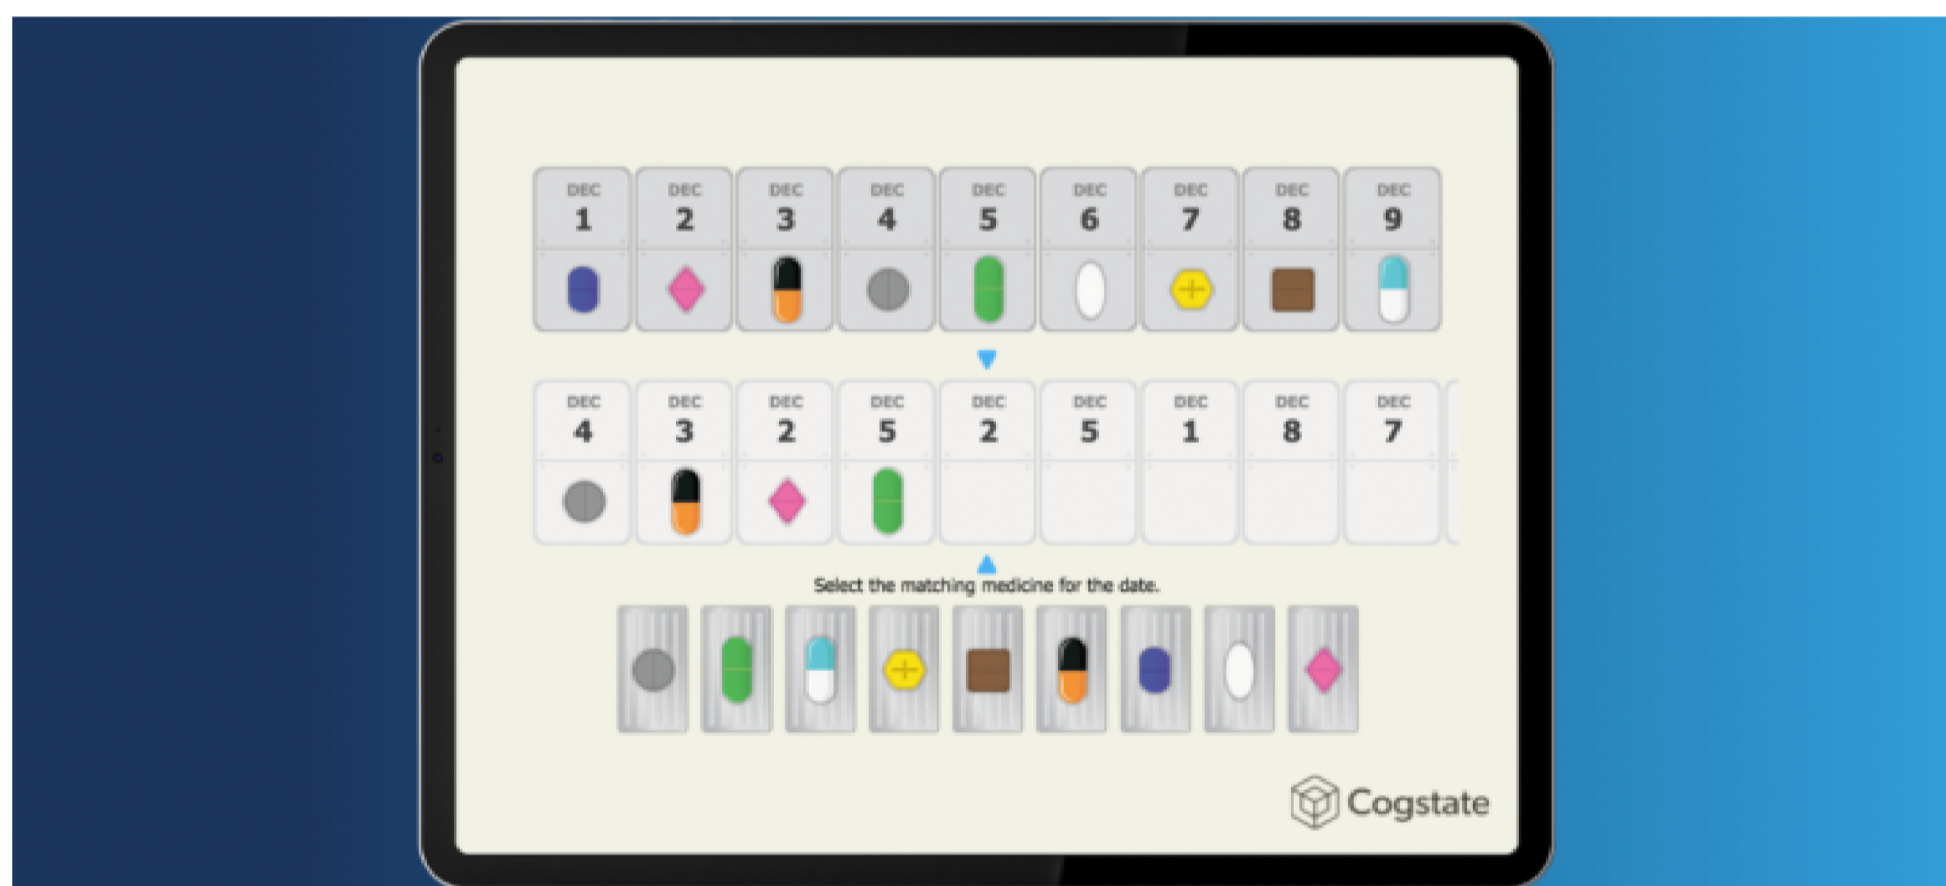 DEC DEC DEC DEC DEC DEC DEC DEC DEC
1 2 3 4 5 6 7 8 9
DEC DEC DEC DEC DEC DEC DEC DEC DEC
4 3 2 5 2 5 1 8 7
Select the matching medicine for the date.
Cogstate